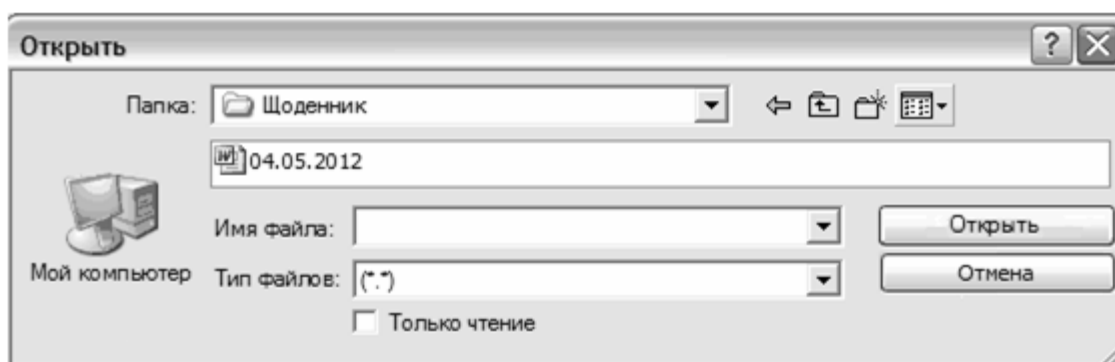 Открыть
Папка: Щоденник
04.05.2012
Имя файла: Открыть
Мой компьютер Тип файлов: (*.*) Отмена
Только чтение